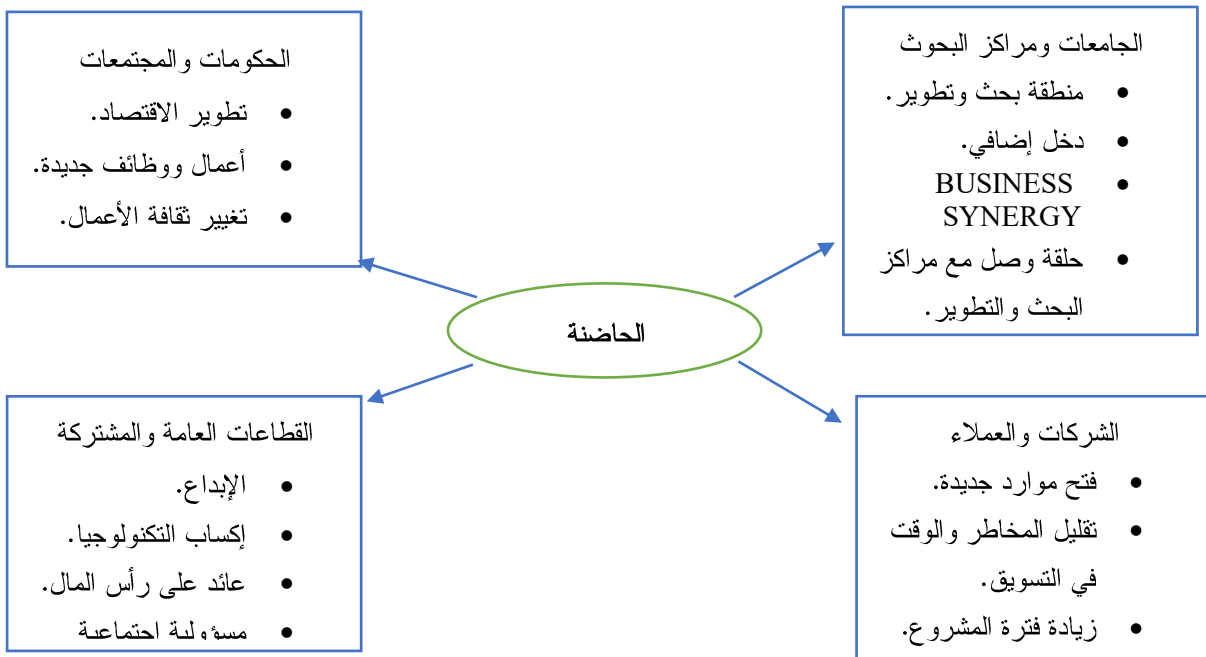 الجامعات ومراكز البحوث
• منطقة بحث وتطوير.
• دخل إضافي.
• BUSINESS
SYNERGY
• حلقة وصل مع مراكز
البحث والتطوير.
الحكومات والمجتمعات
• تطوير الاقتصاد.
• أعمال ووظائف جديدة.
• تغيير ثقافة الأعمال.
الحاضنة
الشركات والعملاء
• فتح موارد جديدة.
• تقليل المخاطر والوقت
في التسويق.
• زيادة فترة المشروع.
القطاعات العامة والمشتركة
• الإبداع.
• إكساب التكنولوجيا.
• عائد على رأس المال.
• مسؤولية اجتماعية